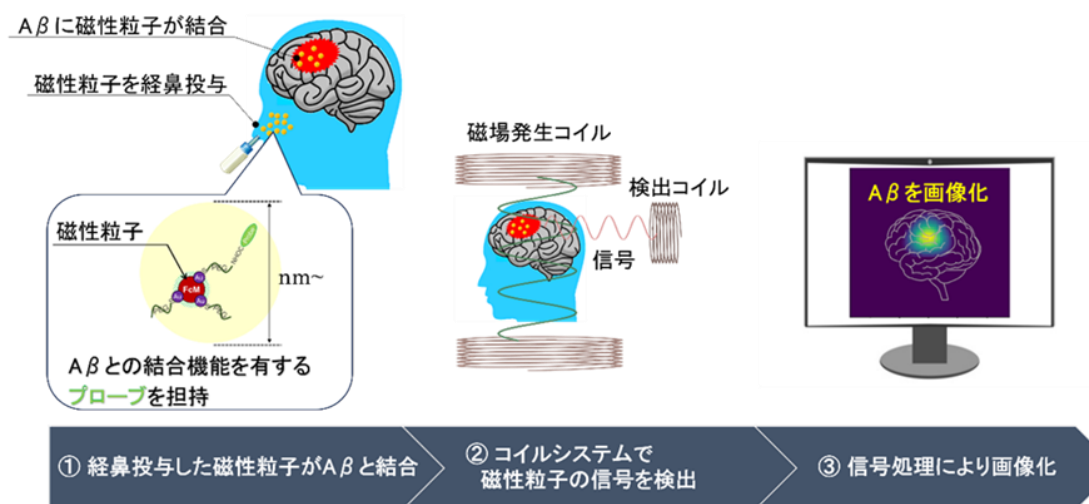 Aβに磁性粒子が結合
磁性粒子を経鼻投与
磁性粒子
FcM
Au
Au
Au
NHOC
nm~
Aβとの結合機能を有する
プローブを担持
磁場発生コイル
検出コイル
信号
Aβを画像化
① 経鼻投与した磁性粒子がAβと結合
② コイルシステムで
磁性粒子の信号を検出
③ 信号処理により画像化